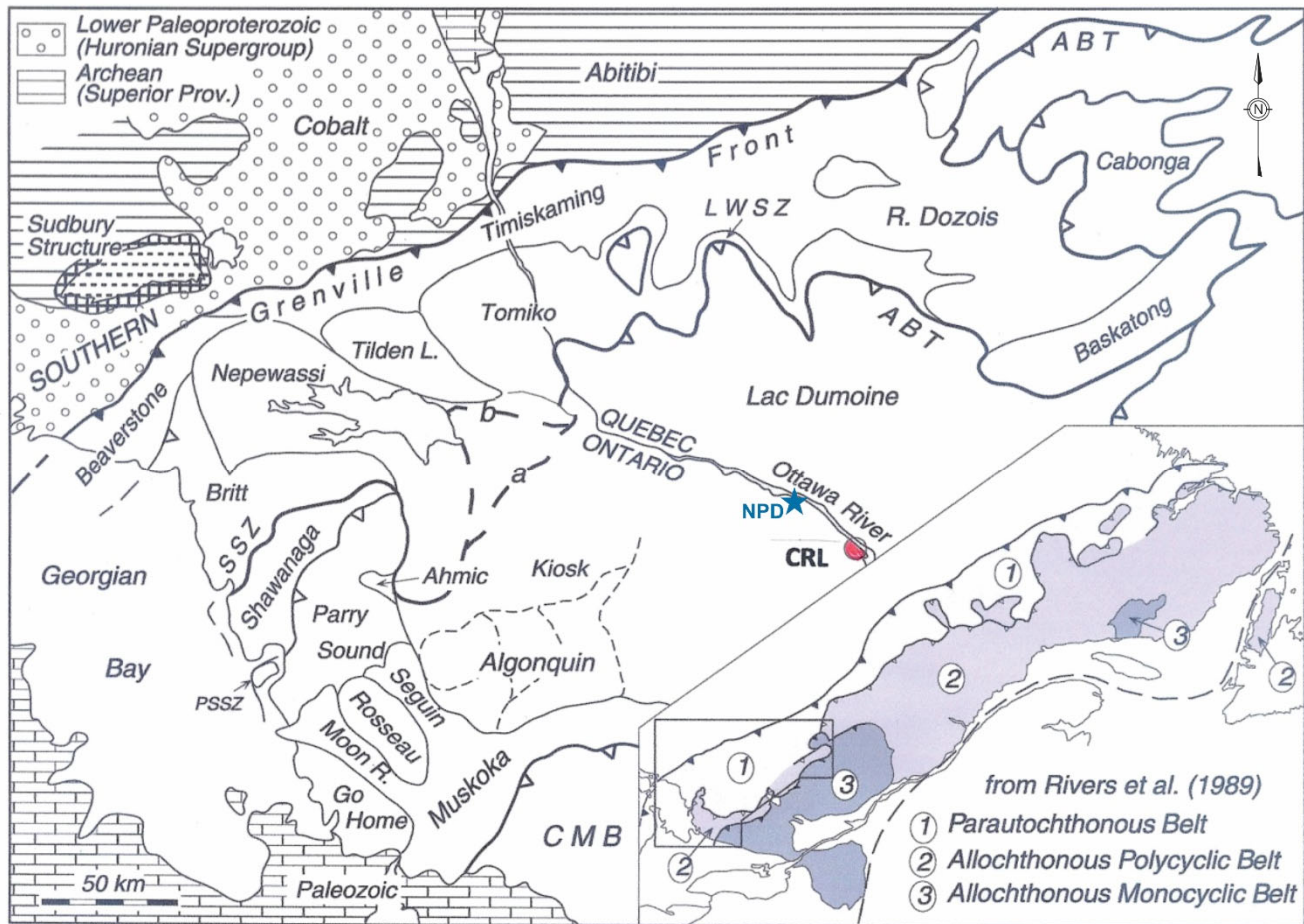 Lower Paleoproterozoic
(Huronian Supergroup)
Archean
(Superior Prov.)
Cobalt
Abitibi
ABT
N
Cabonga
Front
Timiskaming
LWSZ
R. Dozois
Sudbury
Structure
Grenville
SOUTHERN
Tomiko
Tilden L.
ABT
Baskatong
Nepewassi
Lac Dumoine
Beaverstone
b
a
QUEBEC
ONTARIO
Ottawa River
NPD
CRL
Britt
SSZ
Shawanaga
Georgian
Bay
Ahmic
Kiosk
Parry
Sound
Algonquin
Seguin
PSSZ
Rosseau
Moon R.
Muskoka
Go
Home
CMB
50 km
Paleozoic
1
2
3
2
1
3
2
from Rivers et al. (1989)
1 Parautochthonous Belt
2 Allochthonous Polycyclic Belt
3 Allochthonous Monocyclic Belt